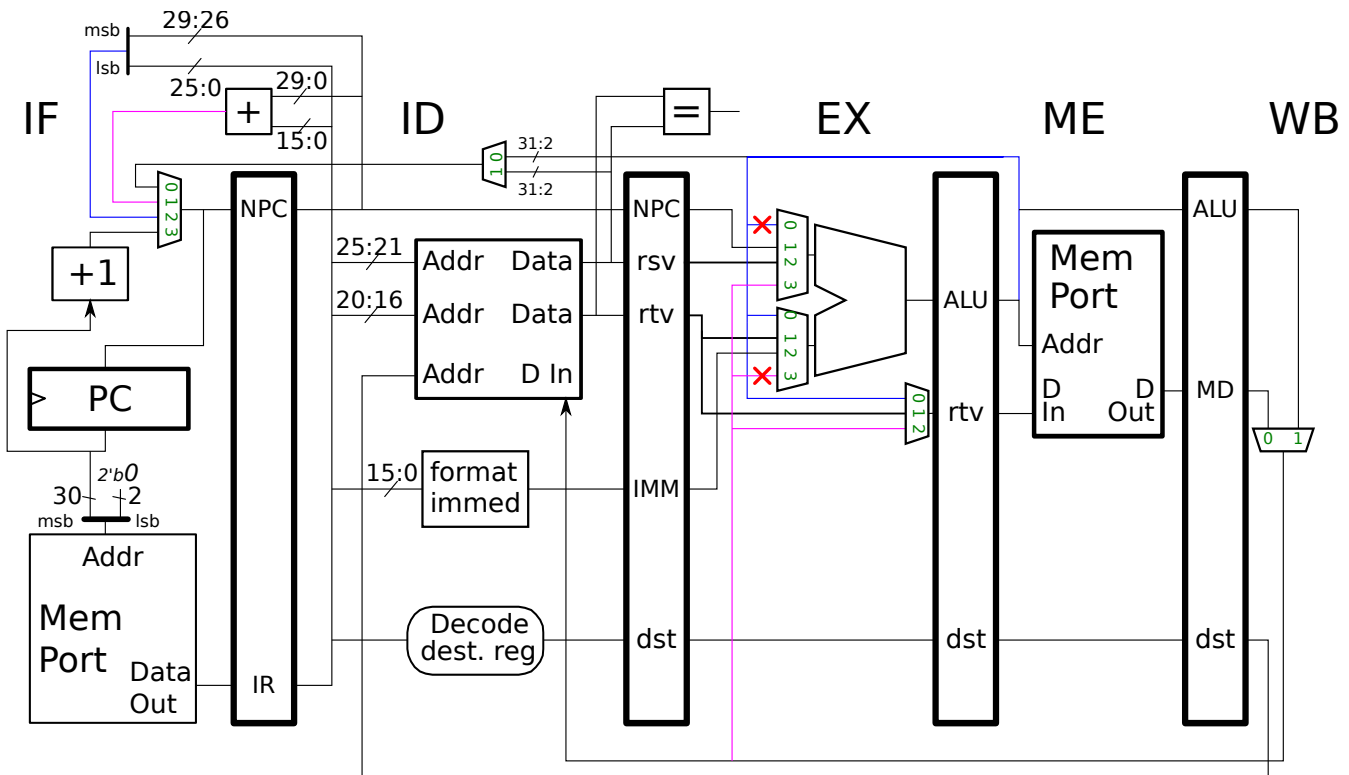 29:26
msb
lsb
25:0
29:0
+
15:0
IF
ID
=
EX
ME
WB
31:2
0
1
31:2
0
1
2
3
NPC
NPC
ALU
+1
25:21
Addr
Data
rsv
0
1
2
3
Mem
Port
20:16
Addr
Data
rtv
0
1
2
3
ALU
Addr
Addr
D In
PC
0
1
2
rtv
D
In
D
Out
MD
0 1
2'b0
30
2
msb
lsb
15:0
format
immed
IMM
Addr
Mem
Port
Data
Out
IR
Decode
dest. reg
dst
dst
dst